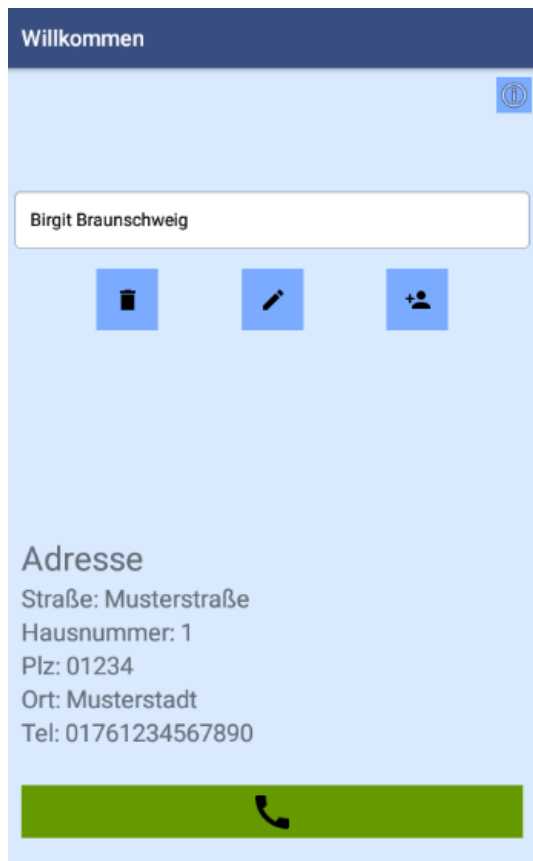 Willkommen
Birgit Braunschweig
Adresse
Straße: Musterstraße
Hausnummer: 1
Plz: 01234
Ort: Musterstadt
Tel: 01761234567890